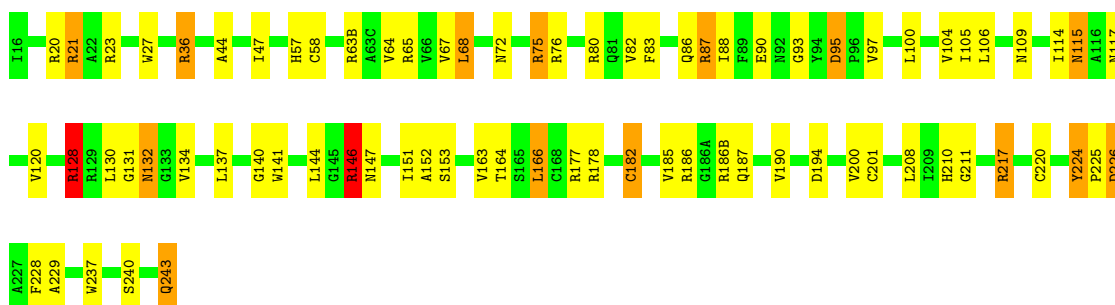 I16 R20 R21 A22 R23 W27 R36 A44 I47 H57 C58 R63B A63C V64 R65 V66 V67 L68 N72 R75 R76 R80 Q81 V82 F83 Q86 R87 I88 F89 E90 N92 G93 Y94 D95 P96 V97 L100 V104 I105 L106 N109 I114 N115 A116 N117
V120 R128 R129 L130 G131 N132 G133 V134 L137 G140 W141 L144 G145 R146 N147 I151 A152 S153 V163 T164 S165 L166 C168 R177 R178 C182 V185 R186 G186A R186B Q187 V190 D194 V200 C201 L208 I209 H210 G211 R217 C220 Y224 P225 D226
A227 F228 A229 W237 S240 Q243